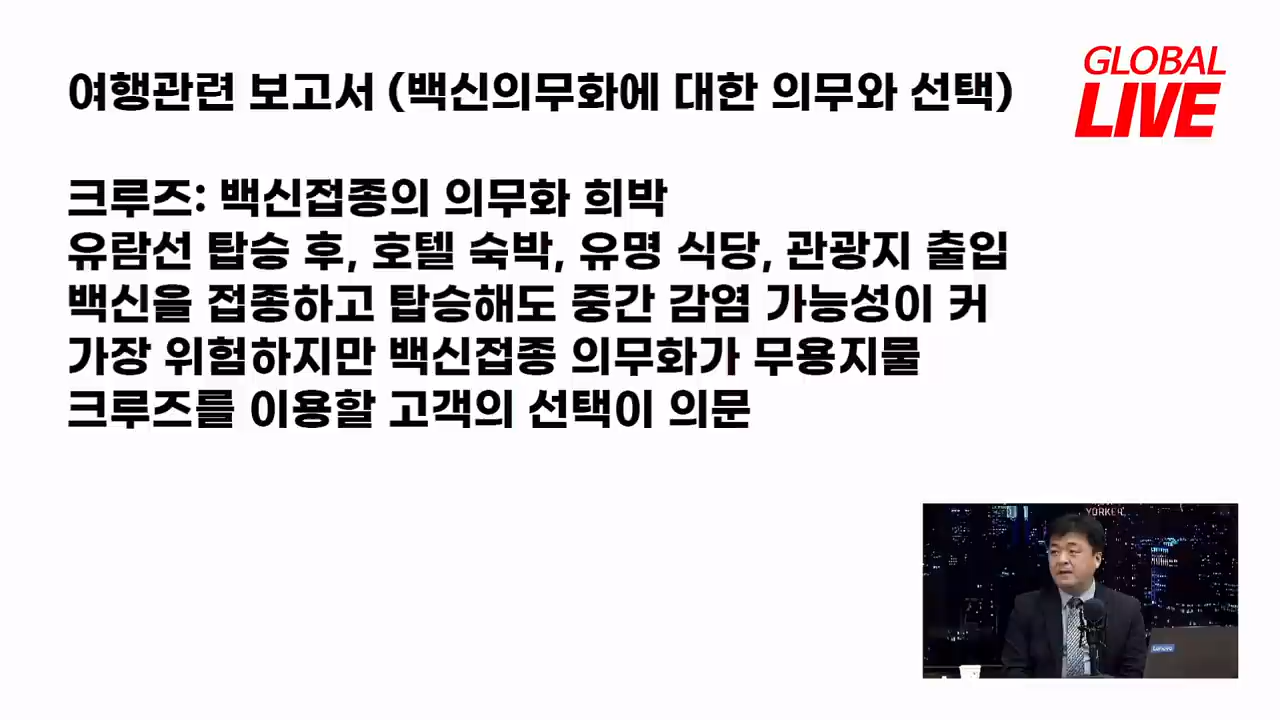 여행관련 보고서 (백신의무화에 대한 의무와 선택)
GLOBAL
LIVE
크루즈: 백신접종의 의무화 희박
유람선 탑승 후, 호텔 숙박, 유명 식당, 관광지 출입
백신을 접종하고 탑승해도 중간 감염 가능성이 커
가장 위험하지만 백신접종 의무화가 무용지물
크루즈를 이용할 고객의 선택이 의문
YORKER
Lenovo